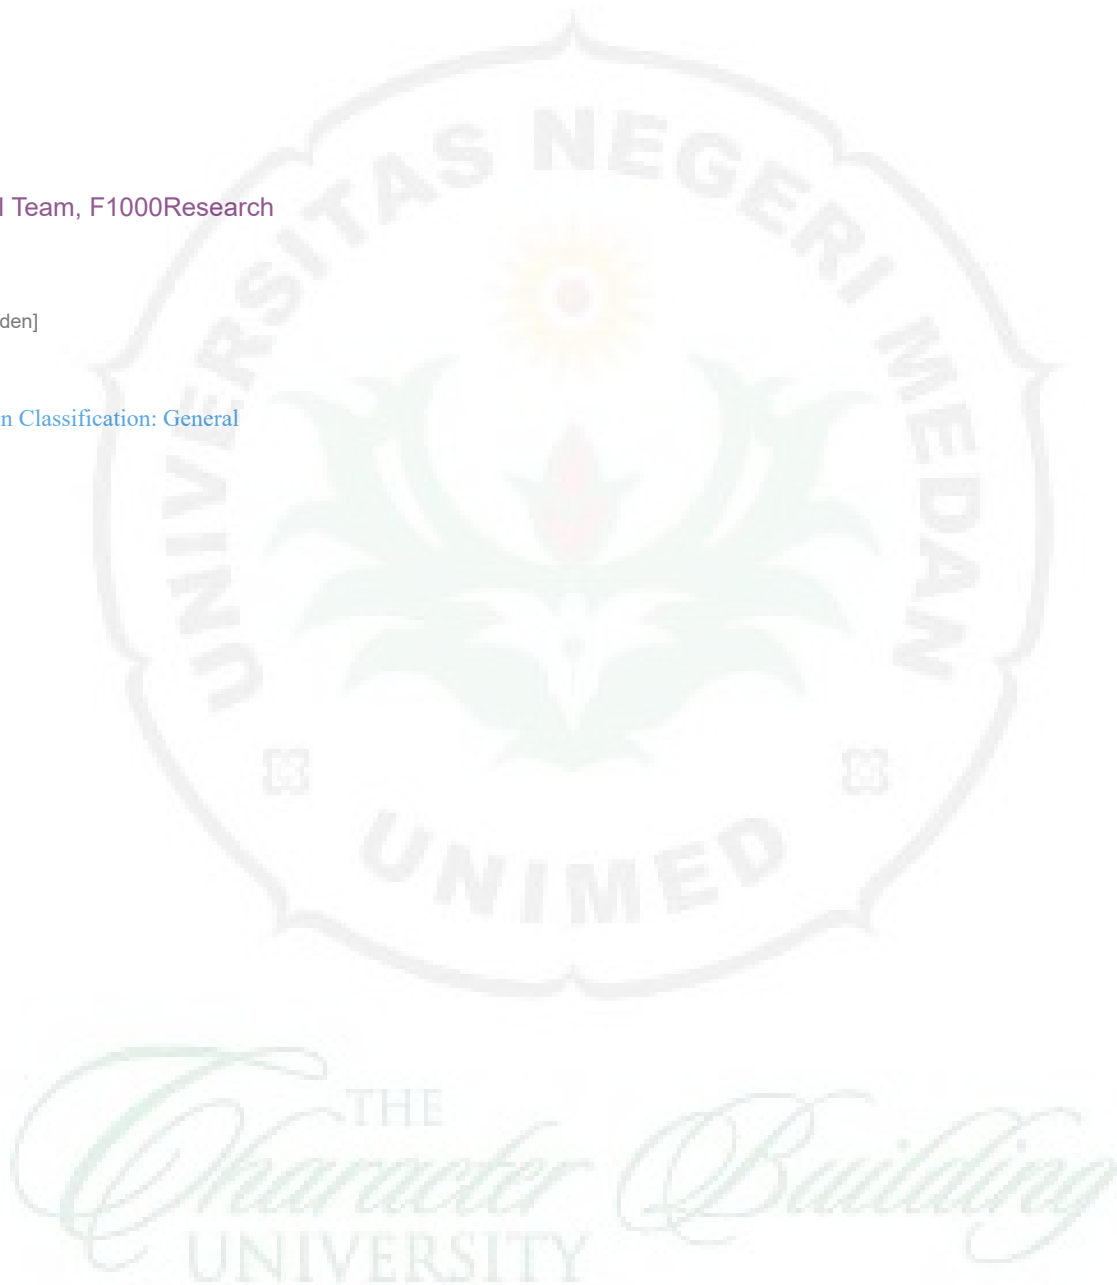 l Team, F1000Research
den]
n Classification: General
UNIVERSITAS NEGERI MEDAN
UNIMED
THE
Character Building
UNIVERSITY